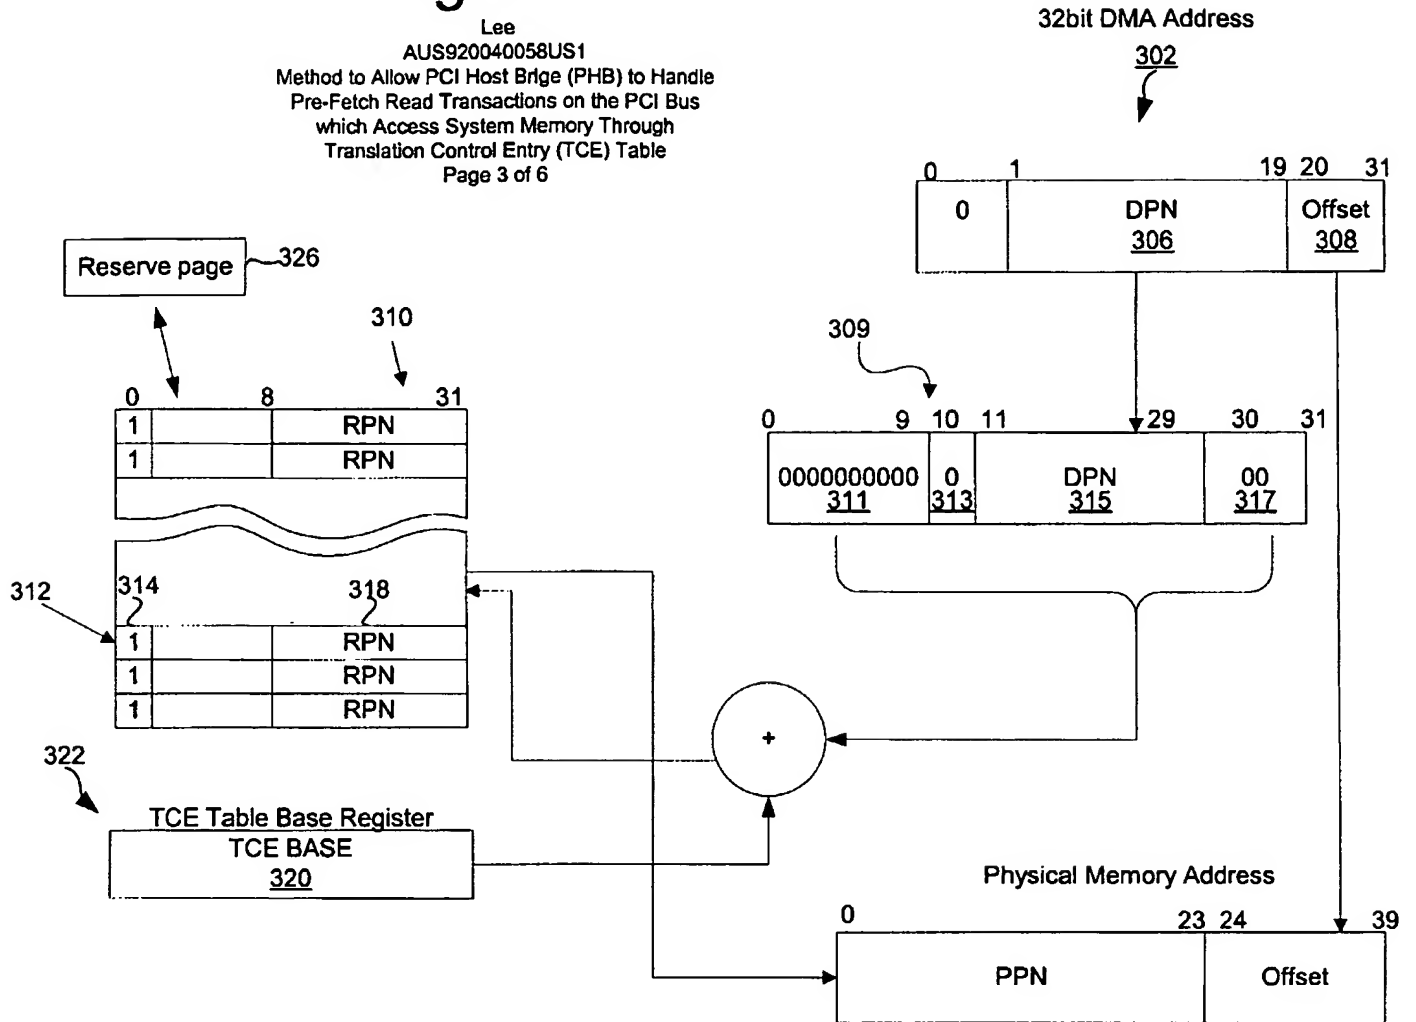 Lee
AUS920040058US1
Method to Allow PCI Host Brige (PHB) to Handle
Pre-Fetch Read Transactions on the PCI Bus
which Access System Memory Through
Translation Control Entry (TCE) Table
Page 3 of 6
32bit DMA Address
302
0 1 19 20 31
0 DPN Offset
306 308
Reserve page 326
310
309
0 8 31
1 RPN
1 RPN
0 9 10 11 29 30 31
0000000000 0 DPN 00
311 313 315 317
312 314 318
1 RPN
1 RPN
1 RPN
+
322
TCE Table Base Register
TCE BASE
320
Physical Memory Address
0 23 24 39
PPN Offset